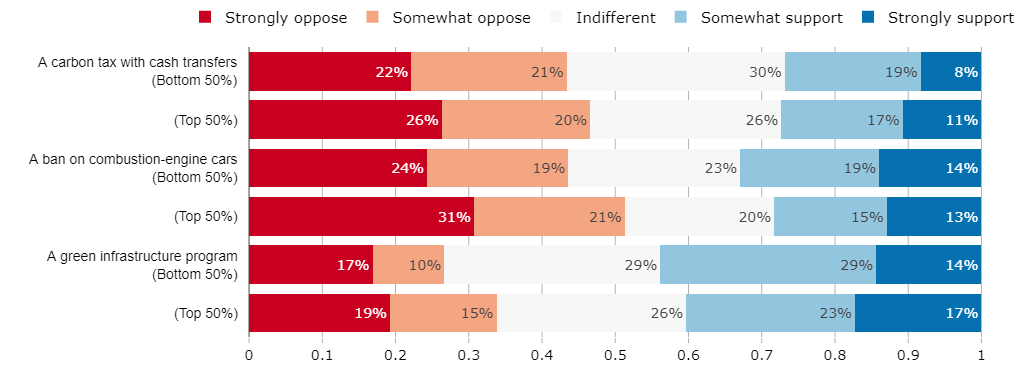 Strongly oppose Somewhat oppose Indifferent Somewhat support Strongly support
A carbon tax with cash transfers
(Bottom 50%)
22% 21% 30% 19% 8%
(Top 50%)
26% 20% 26% 17% 11%
A ban on combustion-engine cars
(Bottom 50%)
24% 19% 23% 19% 14%
(Top 50%)
31% 21% 20% 15% 13%
A green infrastructure program
(Bottom 50%)
17% 10% 29% 29% 14%
(Top 50%)
19% 15% 26% 23% 17%
0 0.1 0.2 0.3 0.4 0.5 0.6 0.7 0.8 0.9 1